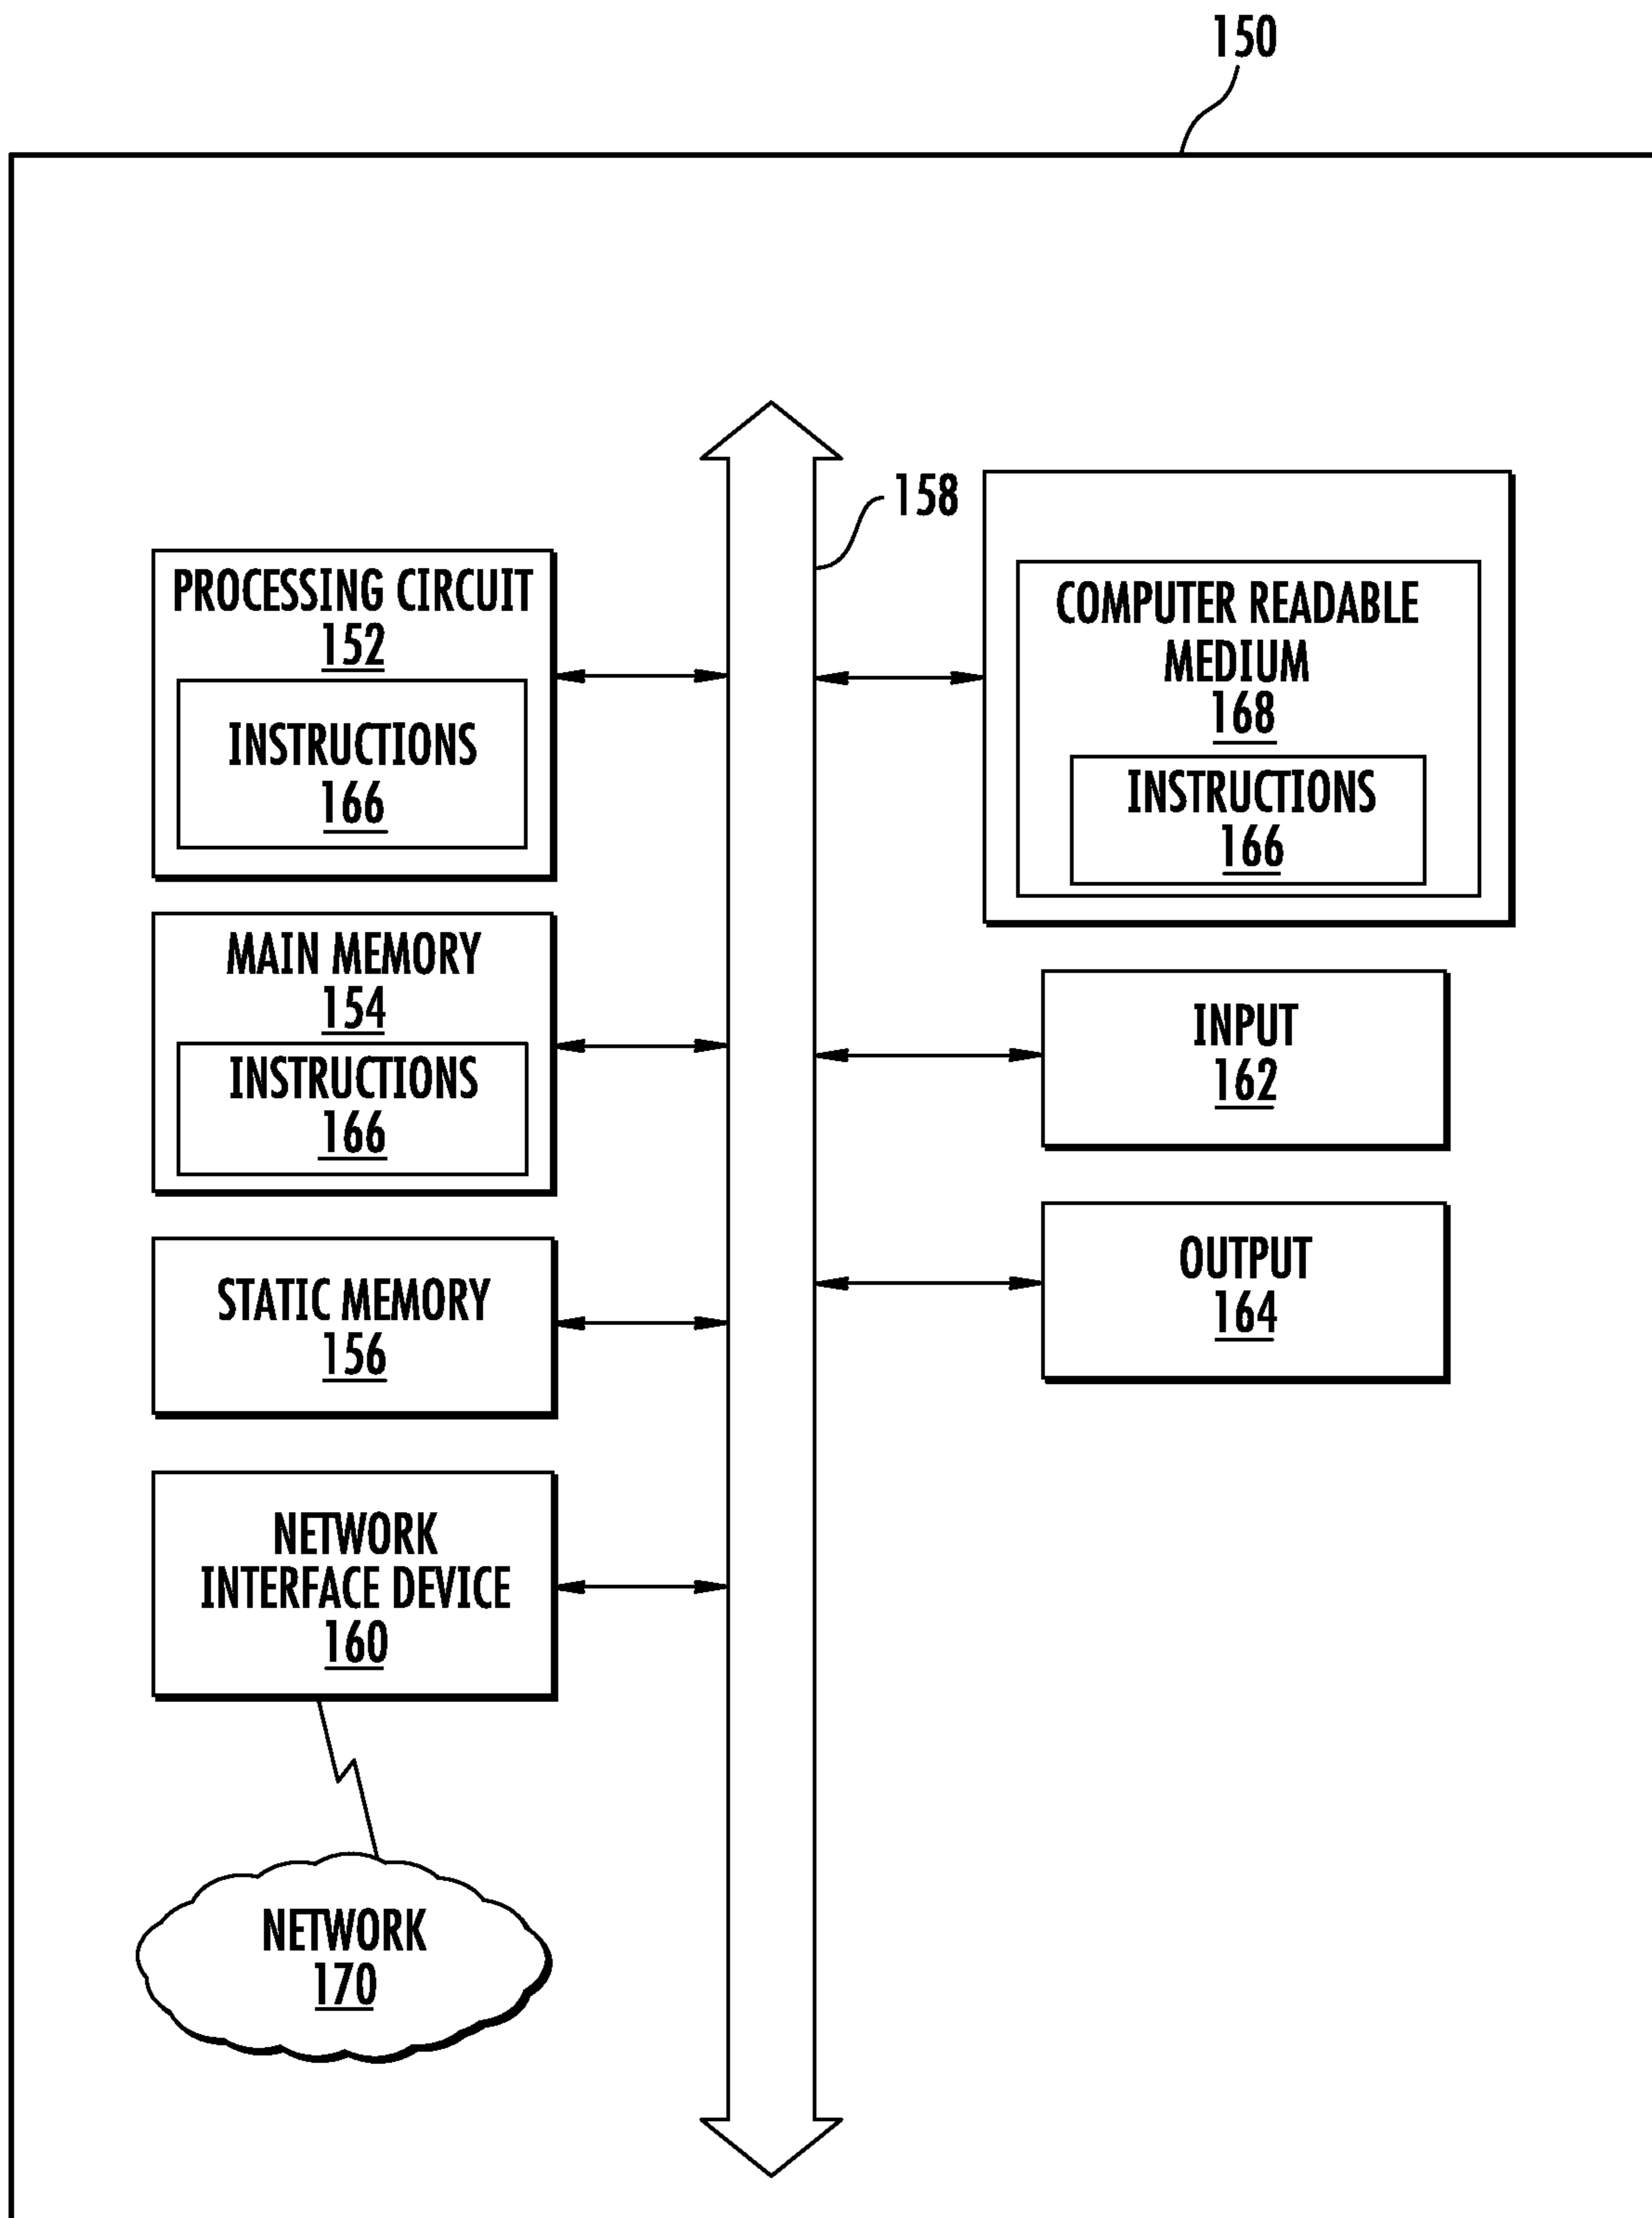 150
158
PROCESSING CIRCUIT
152
INSTRUCTIONS
166
MAIN MEMORY
154
INSTRUCTIONS
166
STATIC MEMORY
156
NETWORK
INTERFACE DEVICE
160
NETWORK
170
COMPUTER READABLE
MEDIUM
168
INSTRUCTIONS
166
INPUT
162
OUTPUT
164